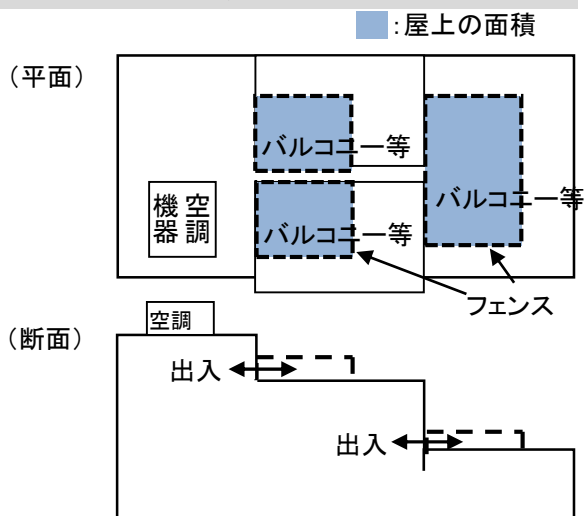 ：屋上の面積
（平面）
バルコニー等
バルコニー等
空調
機器
バルコニー等
フェンス
（断面）
空調
出入
出入